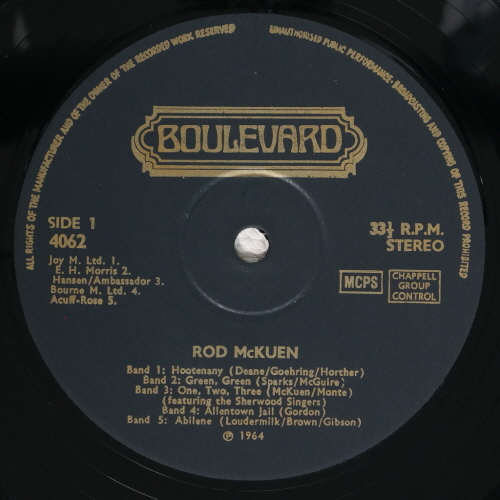 ALL RIGHTS OF THE MANUFACTURER AND OF THE OWNER OF THE RECORDED WORK RESERVED
UNAUTHORISED PUBLIC PERFORMANCE · BROADCASTING AND COPYING OF THIS RECORD PROHIBITED
BOULEVARD
SIDE 1
4062
Joy M. Ltd. 1.
E. H. Morris 2.
Hansen/Ambassador 3.
Bourne M. Ltd. 4.
Acuff-Rose 5.
33⅓ R.P.M.
STEREO
MCPS
CHAPPELL
GROUP
CONTROL
ROD McKUEN
Band 1: Hootenany (Deane/Goehring/Horther)
Band 2: Green, Green (Sparks/McGuire)
Band 3: One, Two, Three (McKuen/Monte)
(featuring the Sherwood Singers)
Band 4: Allentown Jail (Gordon)
Band 5: Abilene (Loudermilk/Brown/Gibson)
℗ 1964